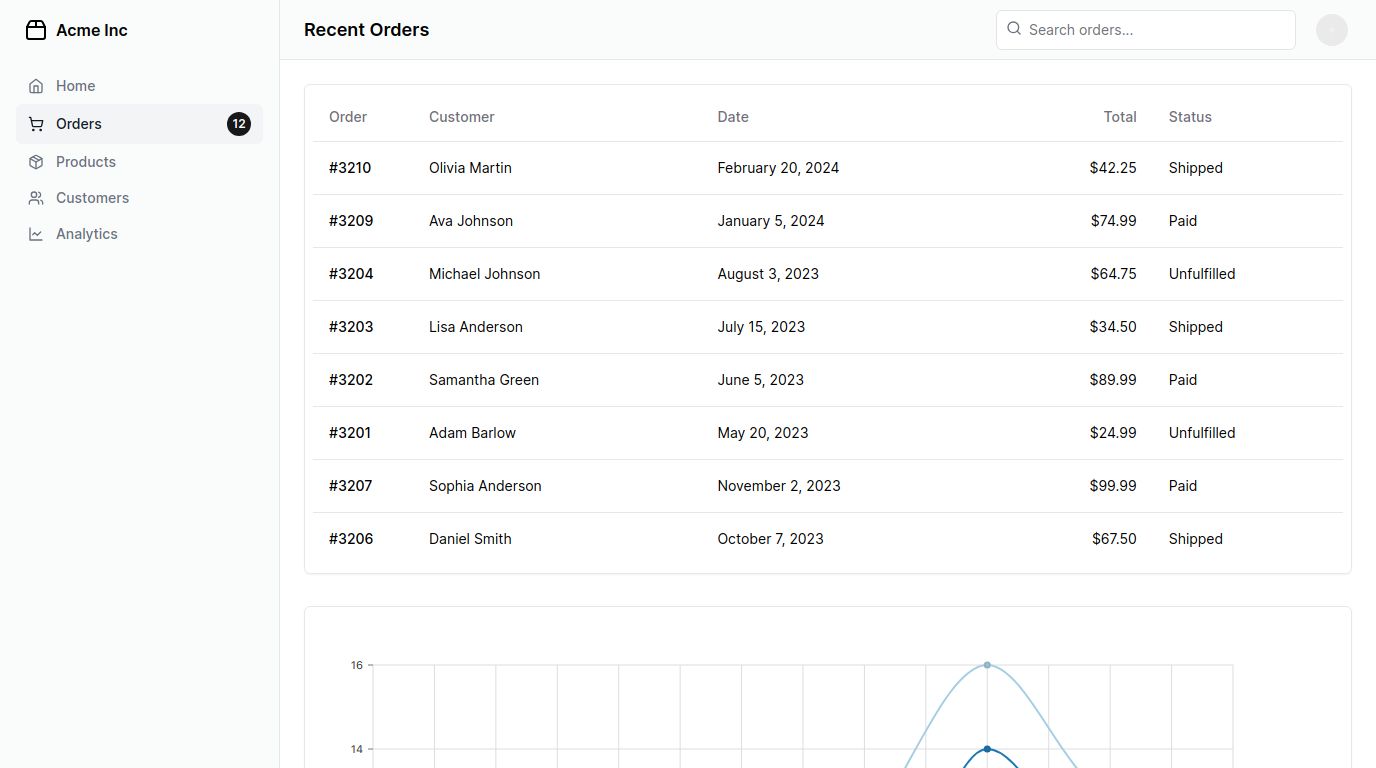 Acme Inc
Home
Orders 12
Products
Customers
Analytics
Recent Orders
Search orders...
Order Customer Date Total Status
#3210 Olivia Martin February 20, 2024 $42.25 Shipped
#3209 Ava Johnson January 5, 2024 $74.99 Paid
#3204 Michael Johnson August 3, 2023 $64.75 Unfulfilled
#3203 Lisa Anderson July 15, 2023 $34.50 Shipped
#3202 Samantha Green June 5, 2023 $89.99 Paid
#3201 Adam Barlow May 20, 2023 $24.99 Unfulfilled
#3207 Sophia Anderson November 2, 2023 $99.99 Paid
#3206 Daniel Smith October 7, 2023 $67.50 Shipped
16
14